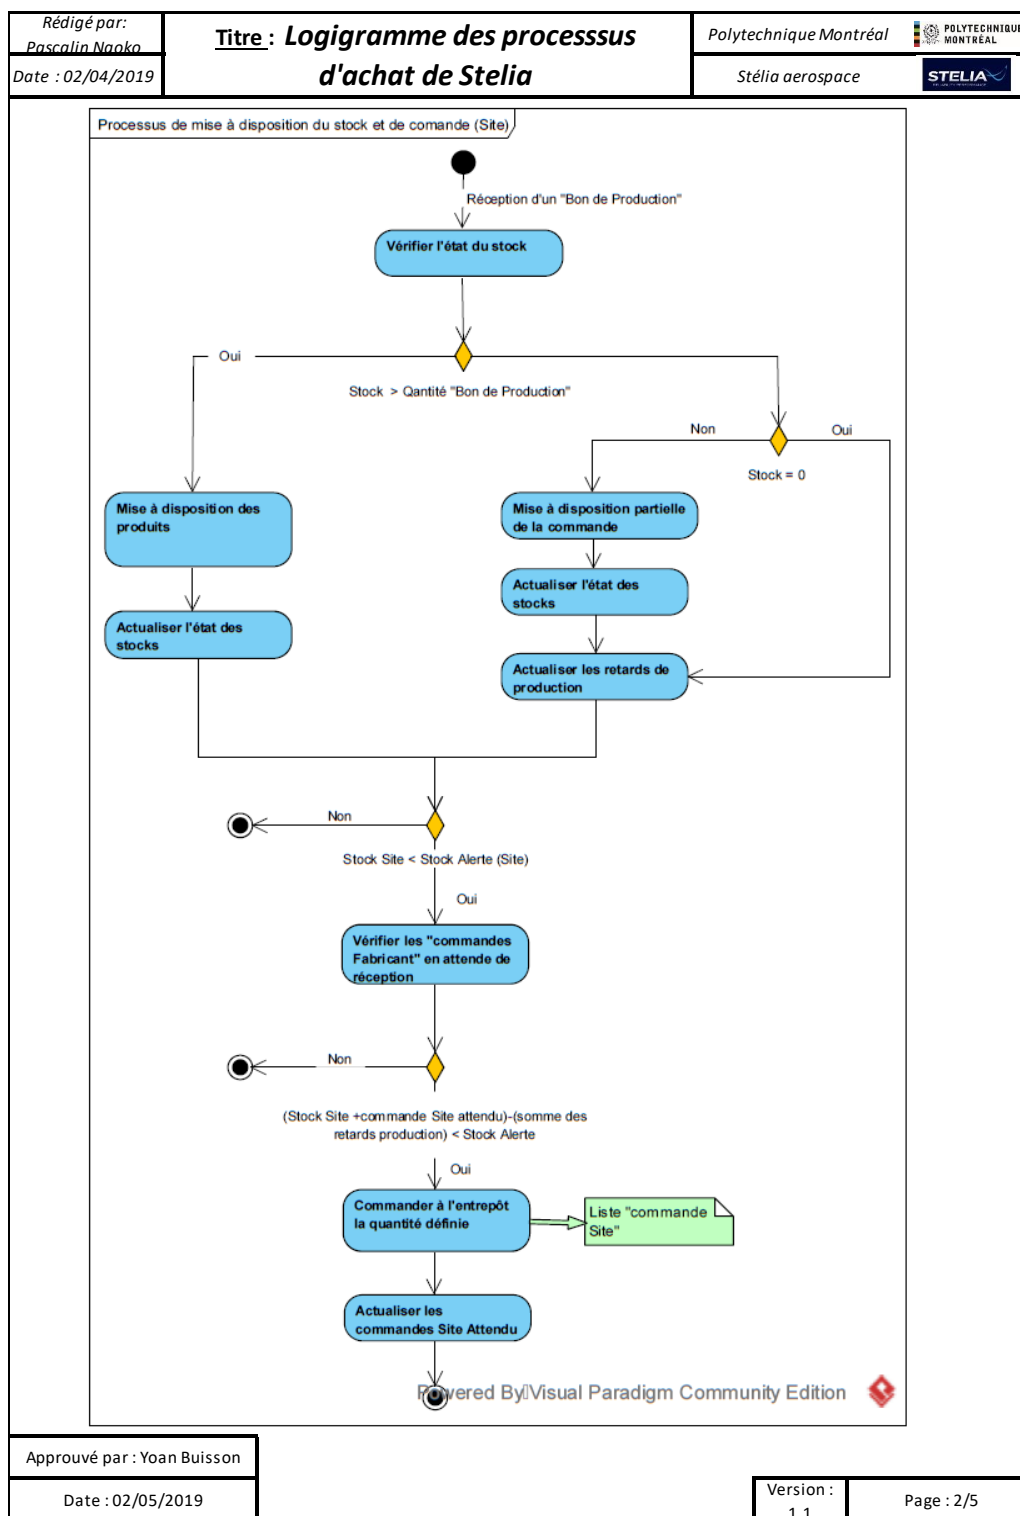 Rédigé par:
Pascalin Ngoko
Date : 02/04/2019
Titre : Logigramme des processsus
d'achat de Stelia
Polytechnique Montréal
POLYTECHNIQUE
MONTRÉAL
Stélia aerospace
STELIA
Processus de mise à disposition du stock et de comande (Site)
Réception d'un "Bon de Production"
Vérifier l'état du stock
Oui
Stock > Qantité "Bon de Production"
Non
Oui
Stock = 0
Mise à disposition des
produits
Mise à disposition partielle
de la commande
Actualiser l'état des
stocks
Actualiser l'état des
stocks
Actualiser les retards de
production
Non
Stock Site < Stock Alerte (Site)
Oui
Vérifier les "commandes
Fabricant" en attende de
réception
Non
(Stock Site +commande Site attendu)-(somme des
retards production) < Stock Alerte
Oui
Commander à l'entrepôt
la quantité définie
Liste "commande
Site"
Actualiser les
commandes Site Attendu
Powered By Visual Paradigm Community Edition
Approuvé par : Yoan Buisson
Date : 02/05/2019
Version :
1.1
Page : 2/5